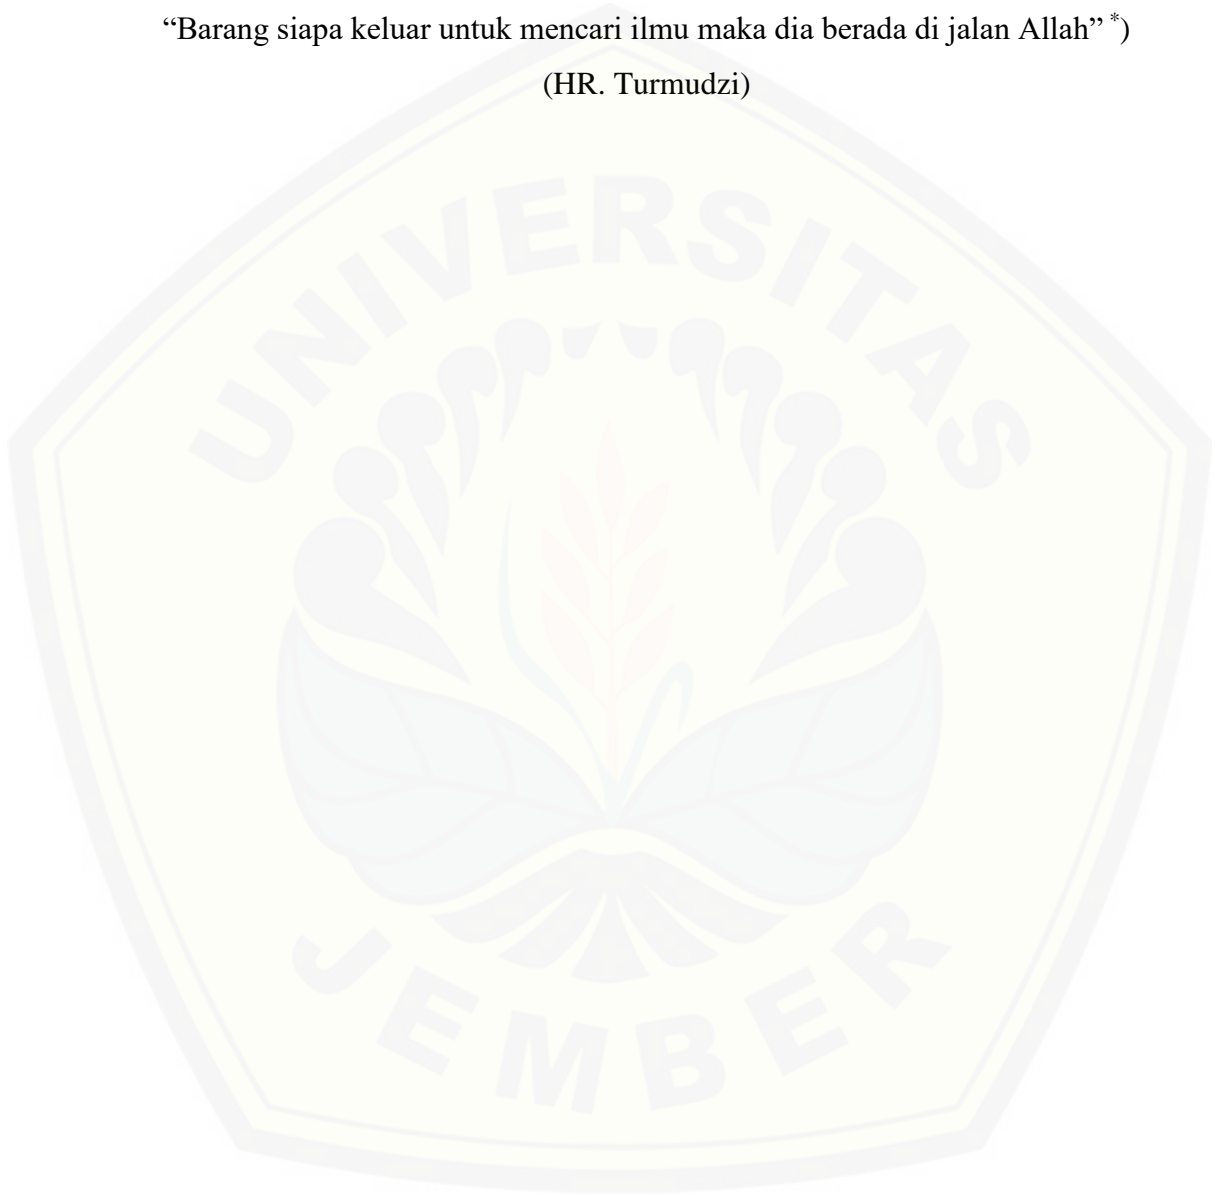 “Barang siapa keluar untuk mencari ilmu maka dia berada di jalan Allah” *)
(HR. Turmudzi)
UNIVERSITAS
JEMBER